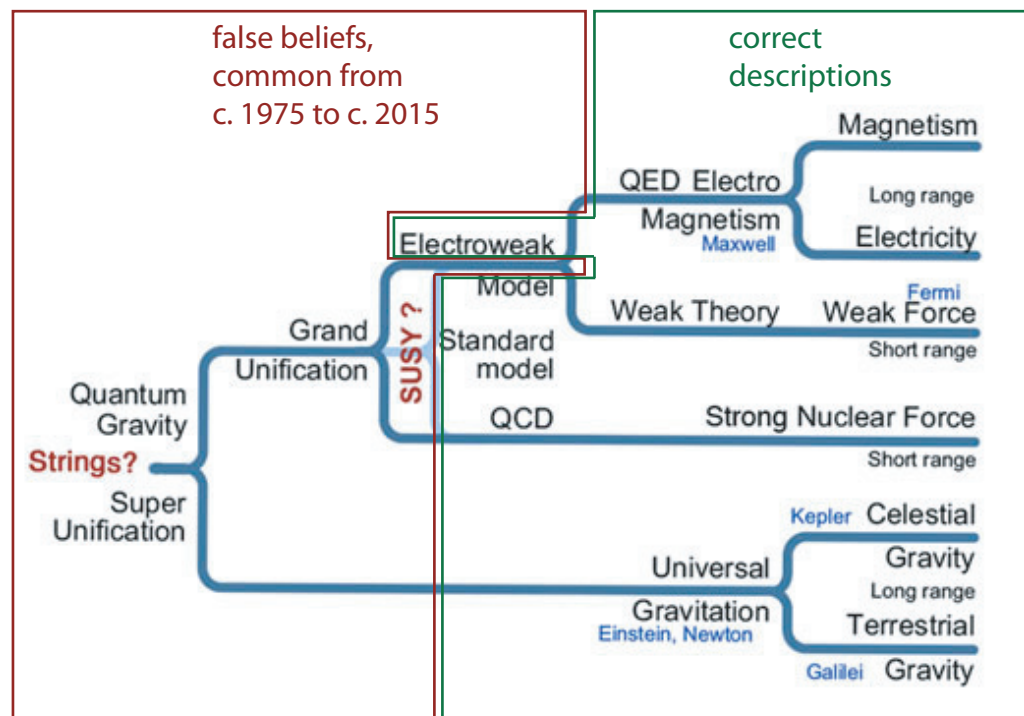 false beliefs,
common from
c. 1975 to c. 2015
correct
descriptions
Magnetism
QED Electro
Long range
Magnetism
Maxwell
Electricity
Electroweak
Model
Fermi
Weak Theory
Weak Force
Short range
Grand
Unification
SUSY ?
Standard
model
Quantum
Gravity
QCD
Strong Nuclear Force
Short range
Strings?
Super
Unification
Kepler Celestial
Gravity
Universal
Long range
Gravitation
Einstein, Newton
Terrestrial
Galilei Gravity